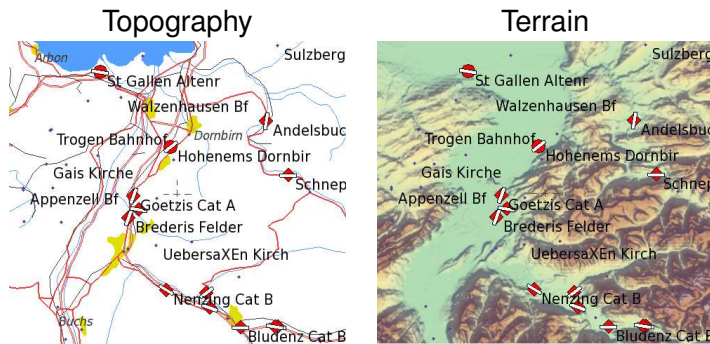 Topography
Terrain
Arbon
Sulzberg
St Gallen Altenr
Walzenhausen Bf
Andelsbuc
Dornbirn
Trogen Bahnhof
Hohenems Dornbir
Gais Kirche
Schnep
Appenzell Bf
Goetzis Cat A
Brederis Felder
UebersaXEn Kirch
Nenzing Cat B
Buchs
Bludenz Cat B
Sulzberg
St Gallen Altenr
Walzenhausen Bf
Andelsbuc
Trogen Bahnhof
Hohenems Dornbir
Gais Kirche
Schnep
Appenzell Bf
Goetzis Cat A
Brederis Felder
UebersaXEn Kirch
Nenzing Cat B
Bludenz Cat B